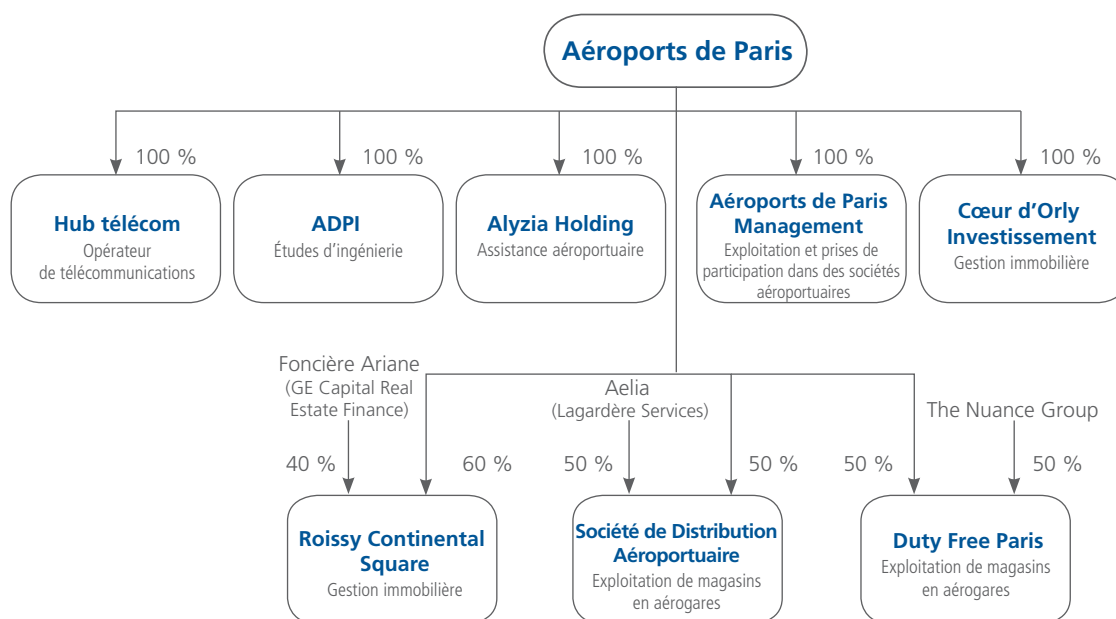 Aéroports de Paris
100 %
100 %
100 %
100 %
100 %
Hub télécom
Opérateur
de télécommunications
ADPI
Études d'ingénierie
Alyzia Holding
Assistance aéroportuaire
Aéroports de Paris
Management
Exploitation et prises de
participation dans des sociétés
aéroportuaires
Cœur d'Orly
Investissement
Gestion immobilière
Foncière Ariane
(GE Capital Real
Estate Finance)
Aelia
(Lagardère Services)
The Nuance Group
40 %
60 %
50 %
50 %
50 %
50 %
Roissy Continental
Square
Gestion immobilière
Société de Distribution
Aéroportuaire
Exploitation de magasins
en aérogares
Duty Free Paris
Exploitation de magasins
en aérogares